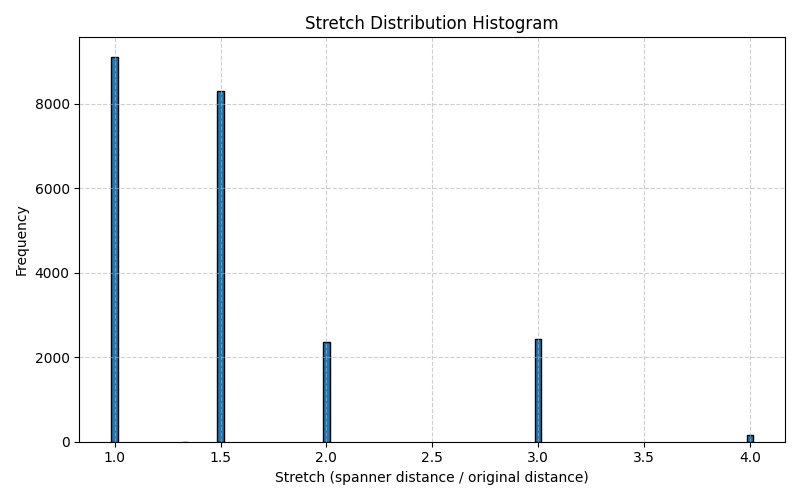 Stretch Distribution Histogram
Frequency
8000
6000
4000
2000
0
1.0 1.5 2.0 2.5 3.0 3.5 4.0
Stretch (spanner distance / original distance)